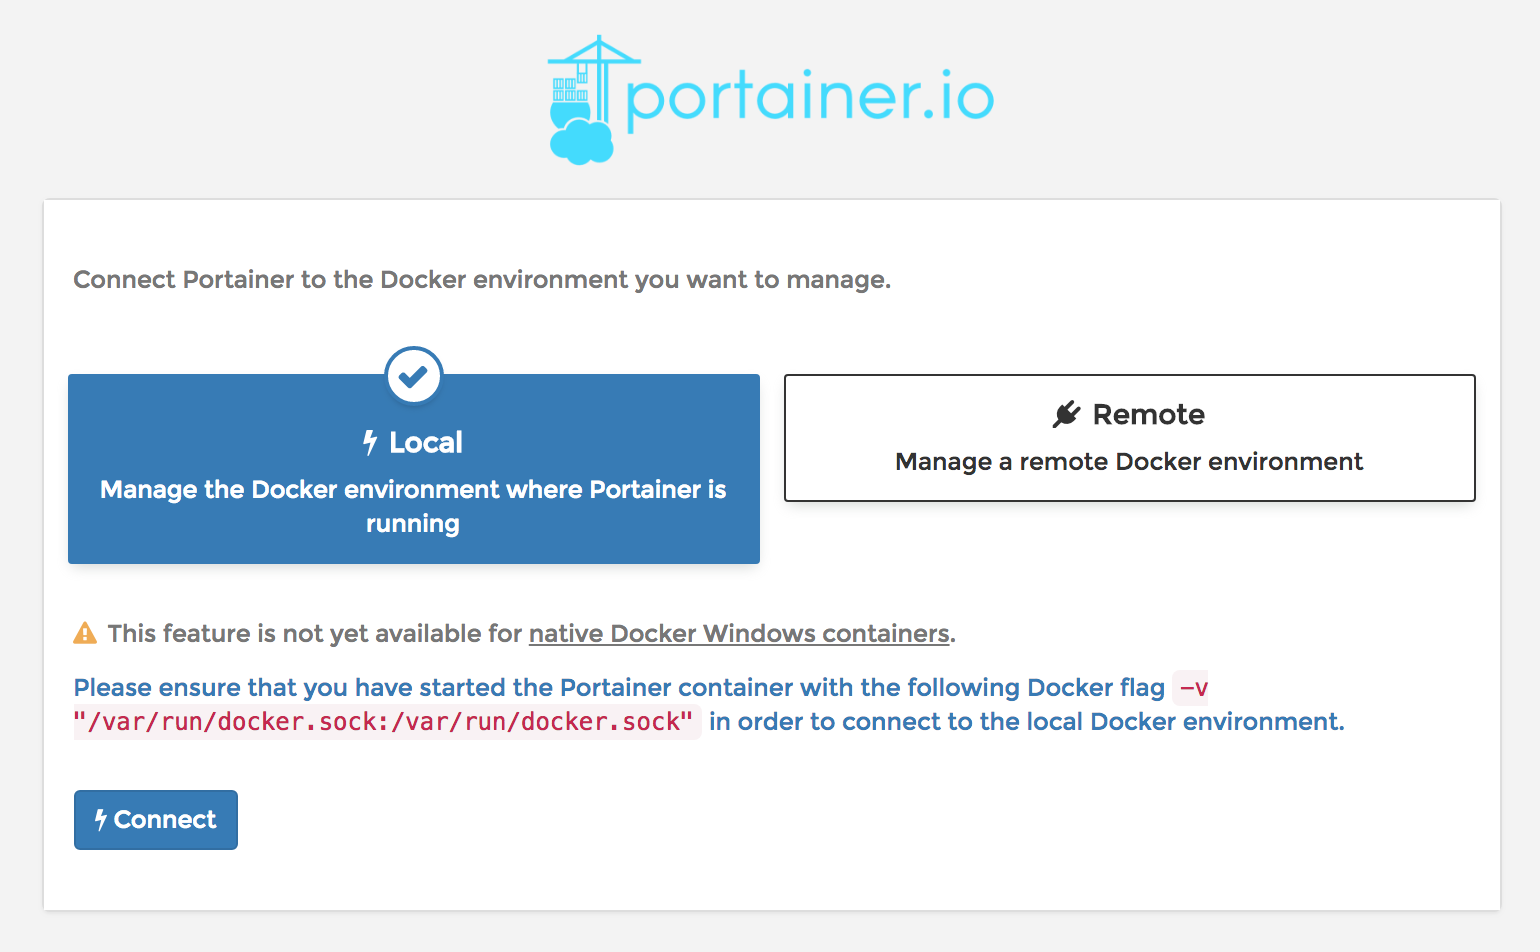 portainer.io
Connect Portainer to the Docker environment you want to manage.
Local
Manage the Docker environment where Portainer is
running
Remote
Manage a remote Docker environment
This feature is not yet available for native Docker Windows containers.
Please ensure that you have started the Portainer container with the following Docker flag -v
"/var/run/docker.sock:/var/run/docker.sock" in order to connect to the local Docker environment.
Connect